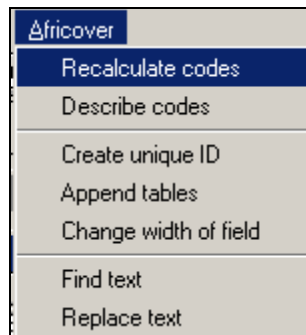 Africover
Recalculate codes
Describe codes
Create unique ID
Append tables
Change width of field
Find text
Replace text